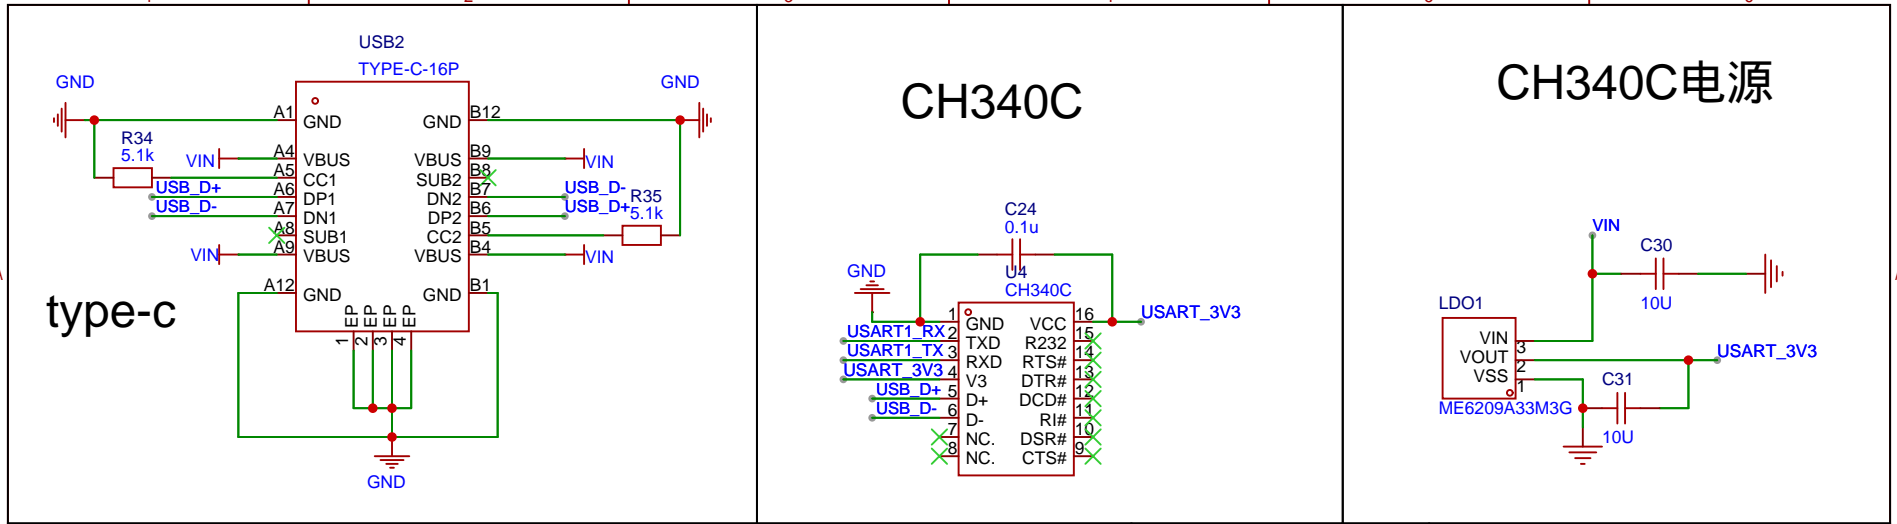 USB2
TYPE-C-16P
GND
GND
A1
GND
GND
B12
R34
5.1k
VIN
A4
VBUS
VBUS
B9
VIN
A5
CC1
SUB2
B8
USB_D+
A6
DP1
DN2
B7
USB_D-
R35
5.1k
USB_D-
A7
DN1
DP2
B6
USB_D+
A8
SUB1
CC2
B5
VIN
A9
VBUS
VBUS
B4
VIN
A12
GND
GND
B1
EP
EP
EP
EP
1
2
3
4
GND
type-c
CH340C
C24
0.1u
GND
U4
CH340C
1
GND
VCC
16
USART_3V3
USART1_RX
2
TXD
R232
15
USART1_TX
3
RXD
RTS#
14
USART_3V3
4
V3
DTR#
13
USB_D+
5
D+
DCD#
12
USB_D-
6
D-
RI#
11
7
NC.
DSR#
10
8
NC.
CTS#
9
CH340C电源
VIN
C30
10U
LDO1
VIN
3
VOUT
2
USART_3V3
VSS
1
ME6209A33M3G
C31
10U